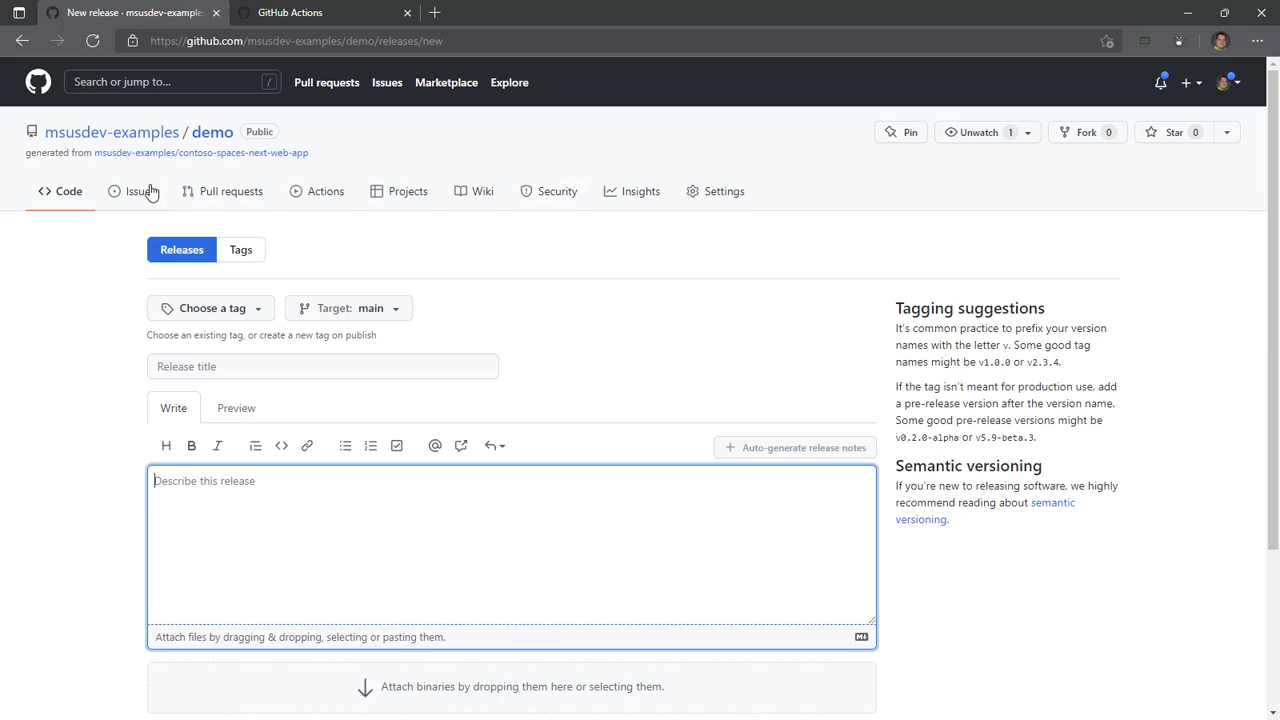 New release - msusdev-examples
GitHub Actions
https://github.com/msusdev-examples/demo/releases/new
Search or jump to... /
Pull requests Issues Marketplace Explore
msusdev-examples / demo Public
Pin Unwatch 1 Fork 0 Star 0
generated from msusdev-examples/contoso-spaces-next-web-app
Code Issues Pull requests Actions Projects Wiki Security Insights Settings
Releases Tags
Choose a tag Target: main
Choose an existing tag, or create a new tag on publish
Release title
Write Preview
H B I
Auto-generate release notes
Describe this release
Attach files by dragging & dropping, selecting or pasting them.
Attach binaries by dropping them here or selecting them.
Tagging suggestions
It's common practice to prefix your version
names with the letter v. Some good tag
names might be v1.0.0 or v2.3.4.
If the tag isn't meant for production use, add
a pre-release version after the version name.
Some good pre-release versions might be
v0.2.0-alpha or v5.9-beta.3.
Semantic versioning
If you're new to releasing software, we highly
recommend reading about semantic
versioning.